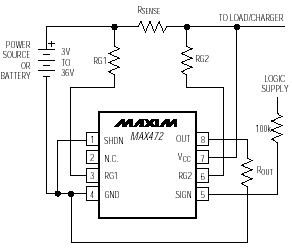 RSENSE
TO LOAD/CHARGER
POWER
SOURCE
OR
BATTERY
3V
TO
36V
RG1
RG2
LOGIC
SUPPLY
100k
MAXIM
MAX472
1 SHDN
2 N.C.
3 RG1
4 GND
OUT 8
VCC 7
RG2 6
SIGN 5
ROUT